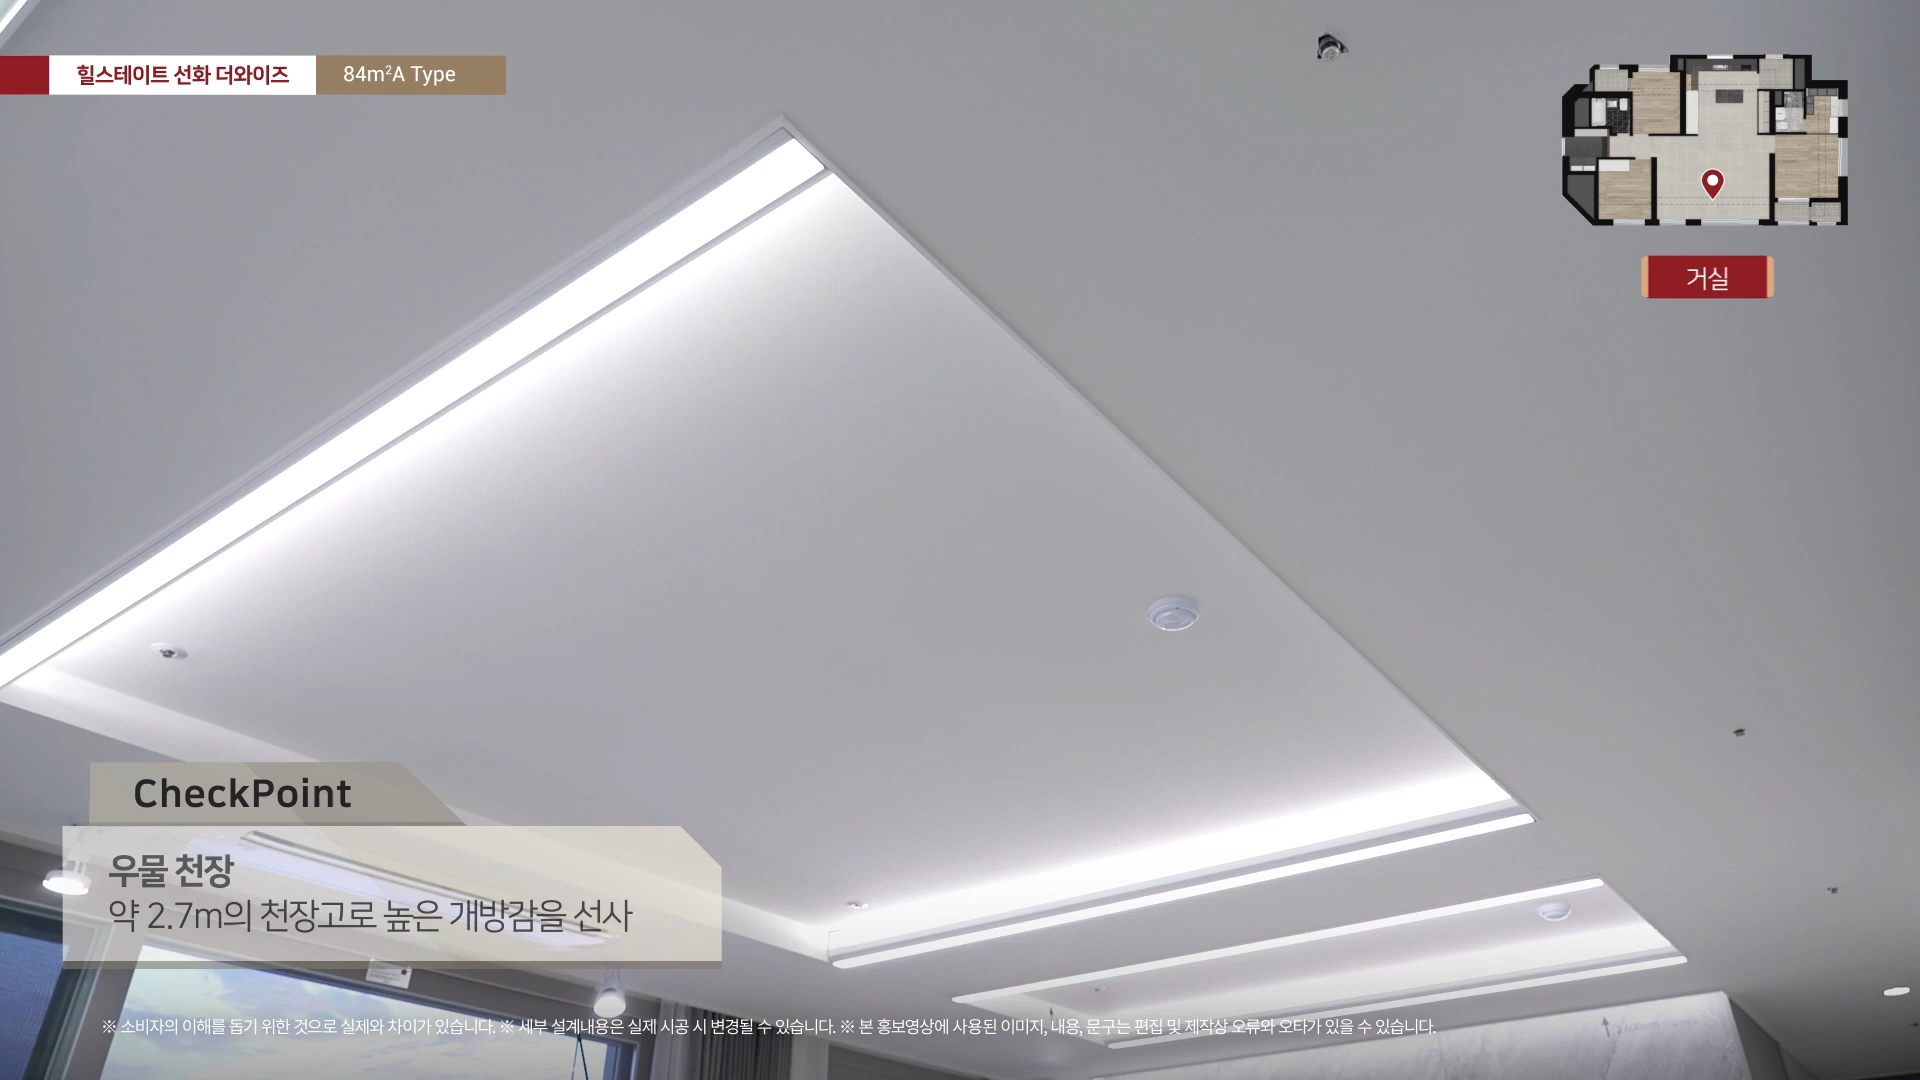 힐스테이트 선화 더와이즈 84m²A Type
거실
CheckPoint
우물 천장
약 2.7m의 천장고로 높은 개방감을 선사
※ 소비자의 이해를 돕기 위한 것으로 실제와 차이가 있습니다. ※ 세부 설계내용은 실제 시공 시 변경될 수 있습니다. ※ 본 홍보영상에 사용된 이미지, 내용, 문구는 편집 및 제작상 오류와 오타가 있을 수 있습니다.